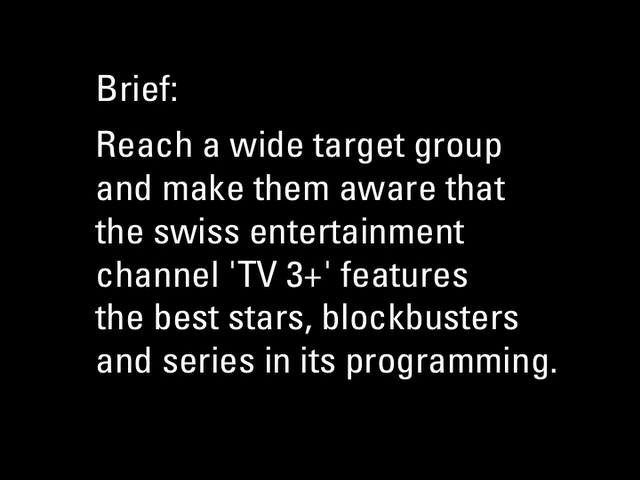 Brief:
Reach a wide target group
and make them aware that
the swiss entertainment
channel 'TV 3+' features
the best stars, blockbusters
and series in its programming.